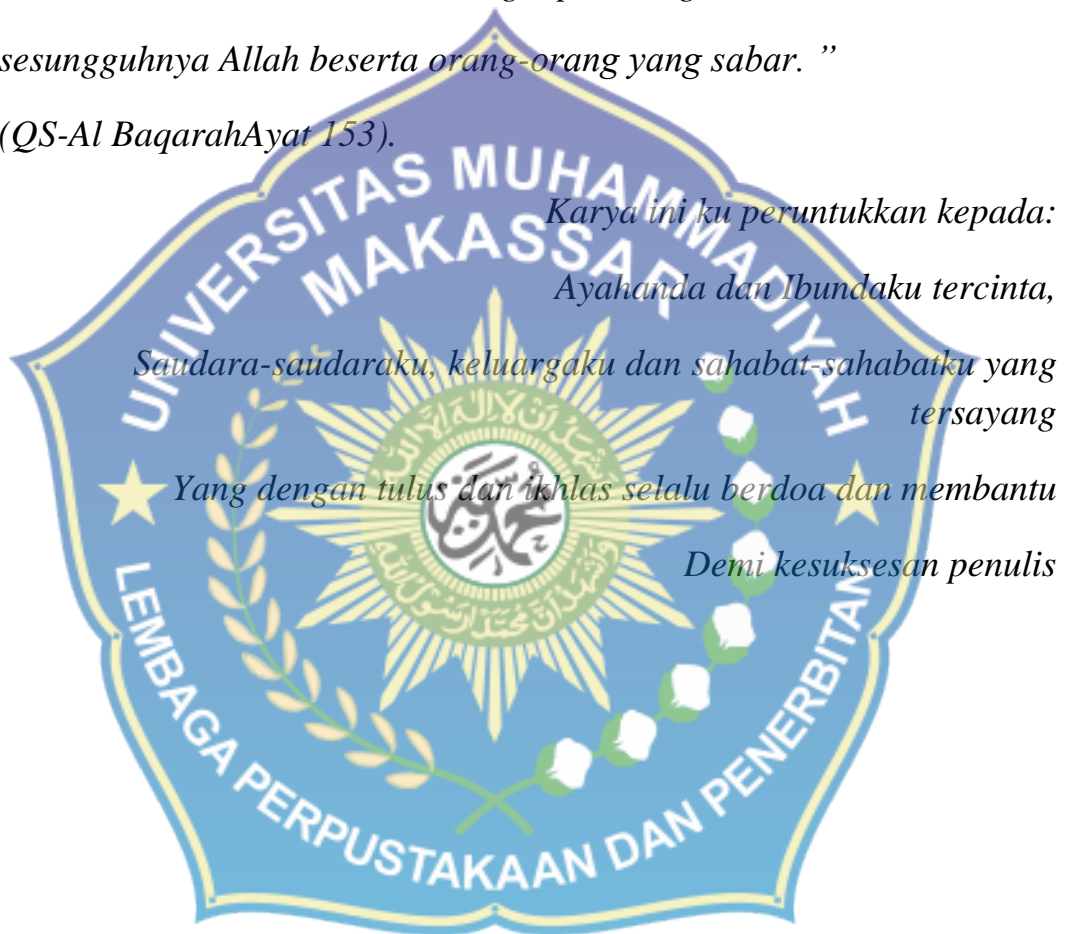 sesungguhnya Allah beserta orang-orang yang sabar. ”
(QS-Al BaqarahAyat 153).
UNIVERSITAS MUHAMMADIYAH
MAKASSAR
Karya ini ku peruntukkan kepada:
Ayahanda dan Ibundaku tercinta,
Saudara-saudaraku, keluargaku dan sahabat-sahabatku yang
tersayang
Yang dengan tulus dan ikhlas selalu berdoa dan membantu
Demi kesuksesan penulis
LEMBAGA PERPUSTAKAAN DAN PENERBITAN